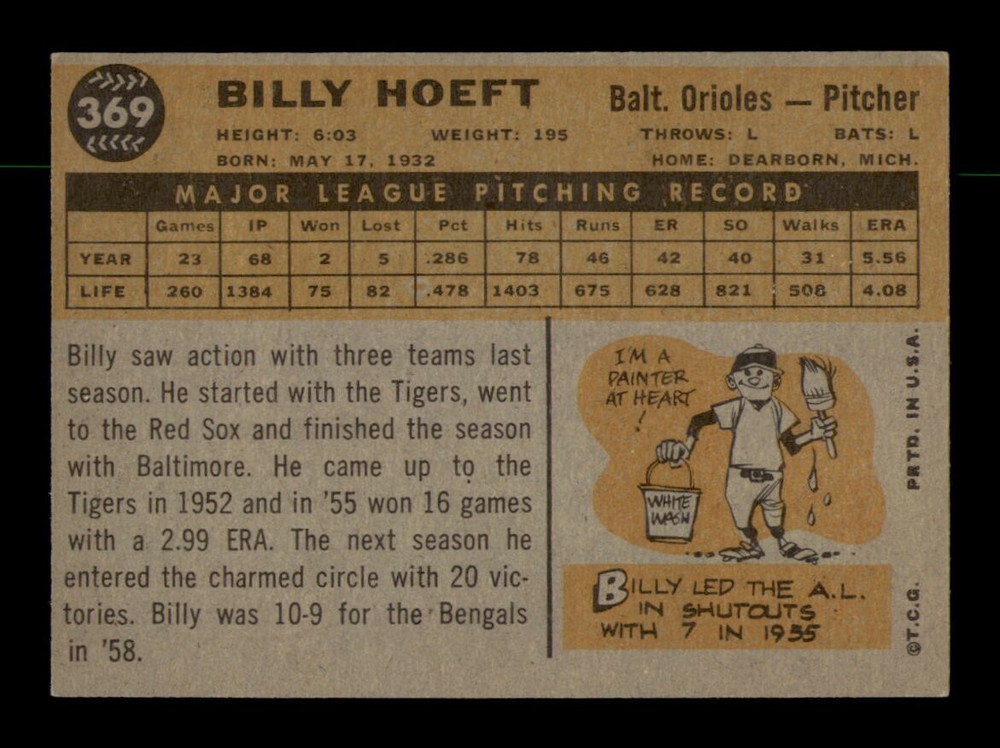 369
BILLY HOEFT
Balt. Orioles — Pitcher
HEIGHT: 6:03 WEIGHT: 195 THROWS: L BATS: L
BORN: MAY 17, 1932 HOME: DEARBORN, MICH.
MAJOR LEAGUE PITCHING RECORD
Games IP Won Lost Pct Hits Runs ER SO Walks ERA
YEAR 23 68 2 5 .286 78 46 42 40 31 5.56
LIFE 260 1384 75 82 .478 1403 675 628 821 508 4.08
Billy saw action with three teams last
season. He started with the Tigers, went
to the Red Sox and finished the season
with Baltimore. He came up to the
Tigers in 1952 and in '55 won 16 games
with a 2.99 ERA. The next season he
entered the charmed circle with 20 vic-
tories. Billy was 10-9 for the Bengals
in '58.
I'M A
PAINTER
AT HEART
!
WHITE
WASH
BILLY LED THE A.L.
IN SHUTOUTS
WITH 7 IN 1955
©T.C.G. PRTD. IN U.S.A.